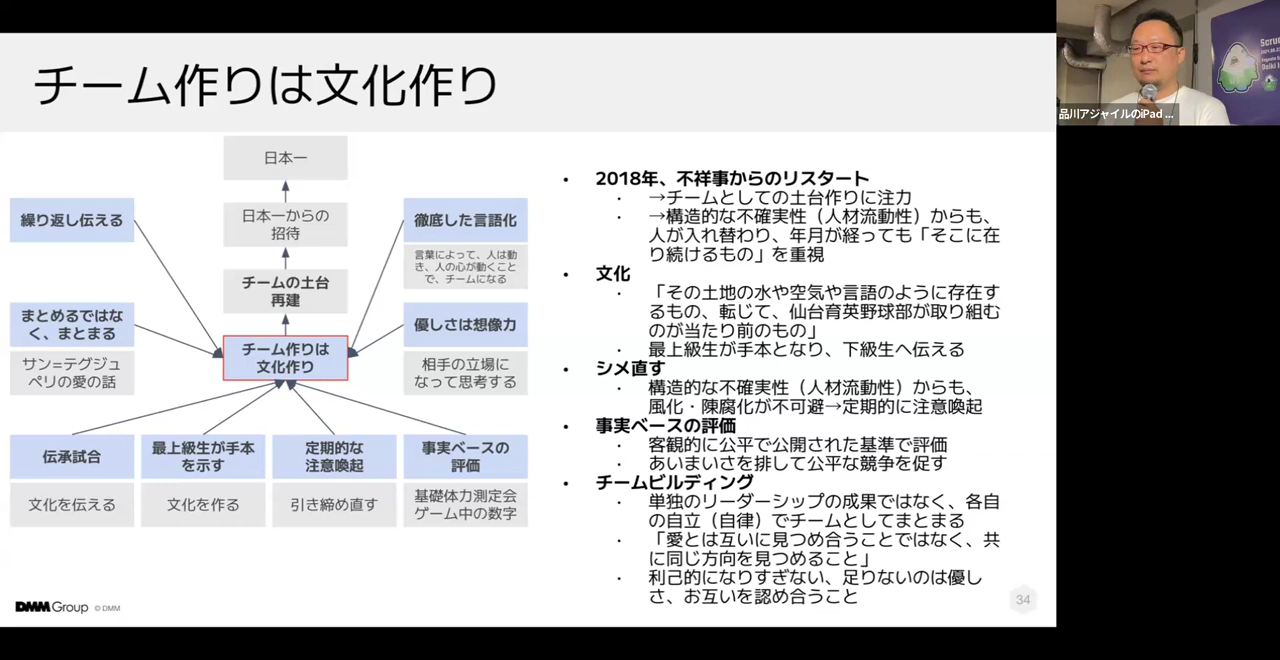 チーム作りは文化作り
日本一
日本一からの
招待
チームの土台
再建
チーム作りは
文化作り
繰り返し伝える
まとめるではな
く、まとまる
サン=テグジュ
ペリの愛の話
徹底した言語化
言葉によって、人は動
き、人の心が動くこと
で、チームになる
優しさは想像力
相手の立場に
なって思考する
伝承試合
文化を伝える
最上級生が手本
を示す
文化を作る
定期的な
注意喚起
引き締め直す
事実ベースの
評価
基礎体力測定会
ゲーム中の数字
• 2018年、不祥事からのリスタート
・ →チームとしての土台作りに注力
・ →構造的な不確実性（人材流動性）からも、
人が入れ替わり、年月が経っても「そこに在
り続けるもの」を重視
• 文化
・ 「その土地の水や空気や言語のように存在す
るもの、転じて、仙台育英野球部が取り組む
のが当たり前のもの」
・ 最上級生が手本となり、下級生へ伝える
• シメ直す
・ 構造的な不確実性（人材流動性）からも、
風化・陳腐化が不可避→定期的に注意喚起
• 事実ベースの評価
・ 客観的に公平で公開された基準で評価
・ あいまいさを排して公平な競争を促す
• チームビルディング
・ 単独のリーダーシップの成果ではなく、各自
の自立（自律）でチームとしてまとまる
・ 「愛とは互いに見つめ合うことではなく、共
に同じ方向を見つめること」
・ 利己的になりすぎない、足りないのは優し
さ、お互いを認め合うこと
DMM Group © DMM
34
Scru
品川アジャイルのiPad ...